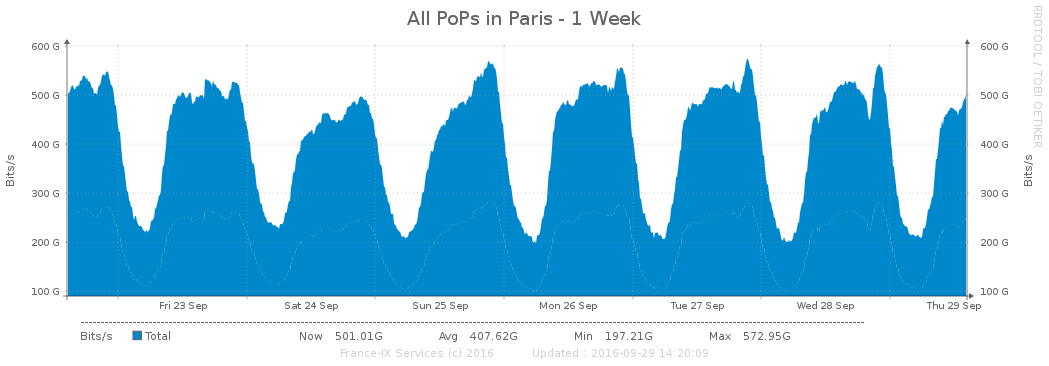 All PoPs in Paris - 1 Week
RRDTOOL / TOBI OETIKER
600 G 600 G
500 G 500 G
400 G 400 G
300 G 300 G
200 G 200 G
100 G 100 G
Bits/s
Bits/s
Fri 23 Sep Sat 24 Sep Sun 25 Sep Mon 26 Sep Tue 27 Sep Wed 28 Sep Thu 29 Sep
Bits/s Total Now 501.01G Avg 407.62G Min 197.21G Max 572.95G
France-IX Services (c) 2016 Updated : 2016-09-29 14:20:09